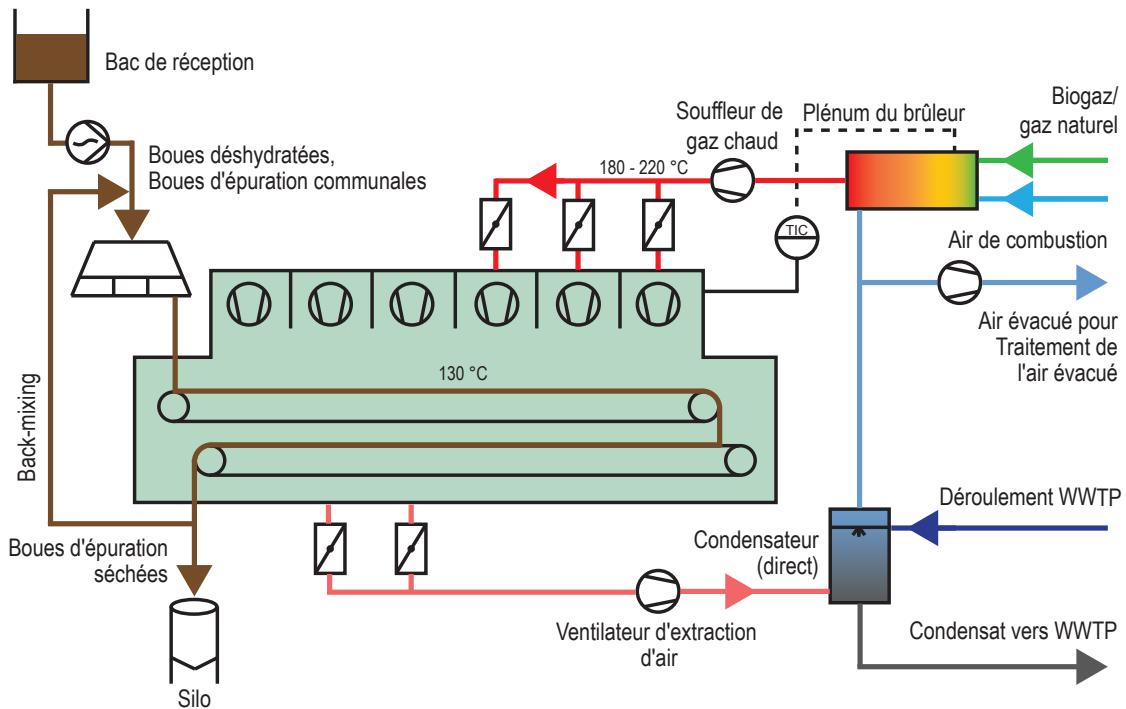 Bac de réception
Boues déshydratées,
Boues d'épuration communales
Souffleur de
gaz chaud
Plénum du brûleur
Biogaz/
gaz naturel
180 - 220 °C
TIC
Air de combustion
Air évacué pour
Traitement de
l'air évacué
130 °C
Back-mixing
Boues d'épuration
séchées
Silo
Ventilateur d'extraction
d'air
Condensateur
(direct)
Déroulement WWTP
Condensat vers WWTP